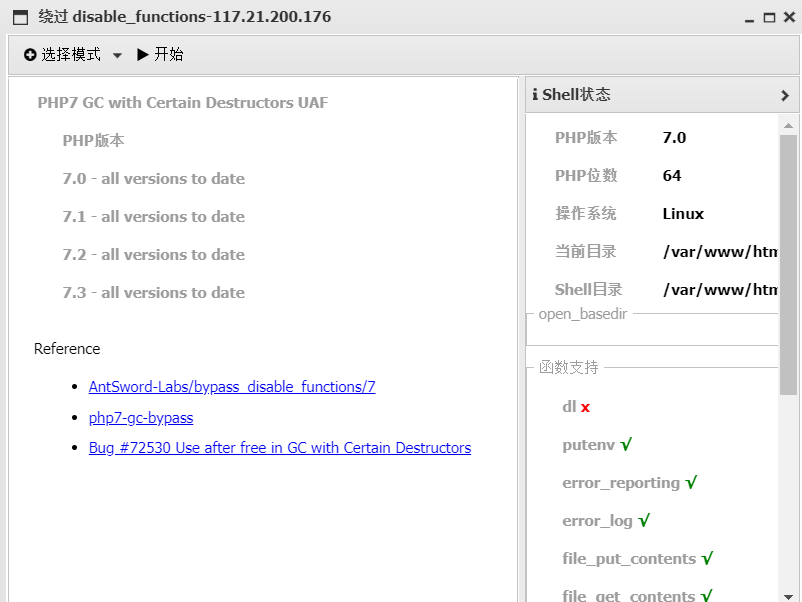 绕过 disable_functions-117.21.200.176
选择模式 开始
PHP7 GC with Certain Destructors UAF
PHP版本
7.0 - all versions to date
7.1 - all versions to date
7.2 - all versions to date
7.3 - all versions to date
Reference
AntSword-Labs/bypass_disable_functions/7
php7-gc-bypass
Bug #72530 Use after free in GC with Certain Destructors
Shell状态
PHP版本 7.0
PHP位数 64
操作系统 Linux
当前目录 /var/www/htm
Shell目录 /var/www/htm
open_basedir
函数支持
dl x
putenv √
error_reporting √
error_log √
file_put_contents √
file_get_contents √